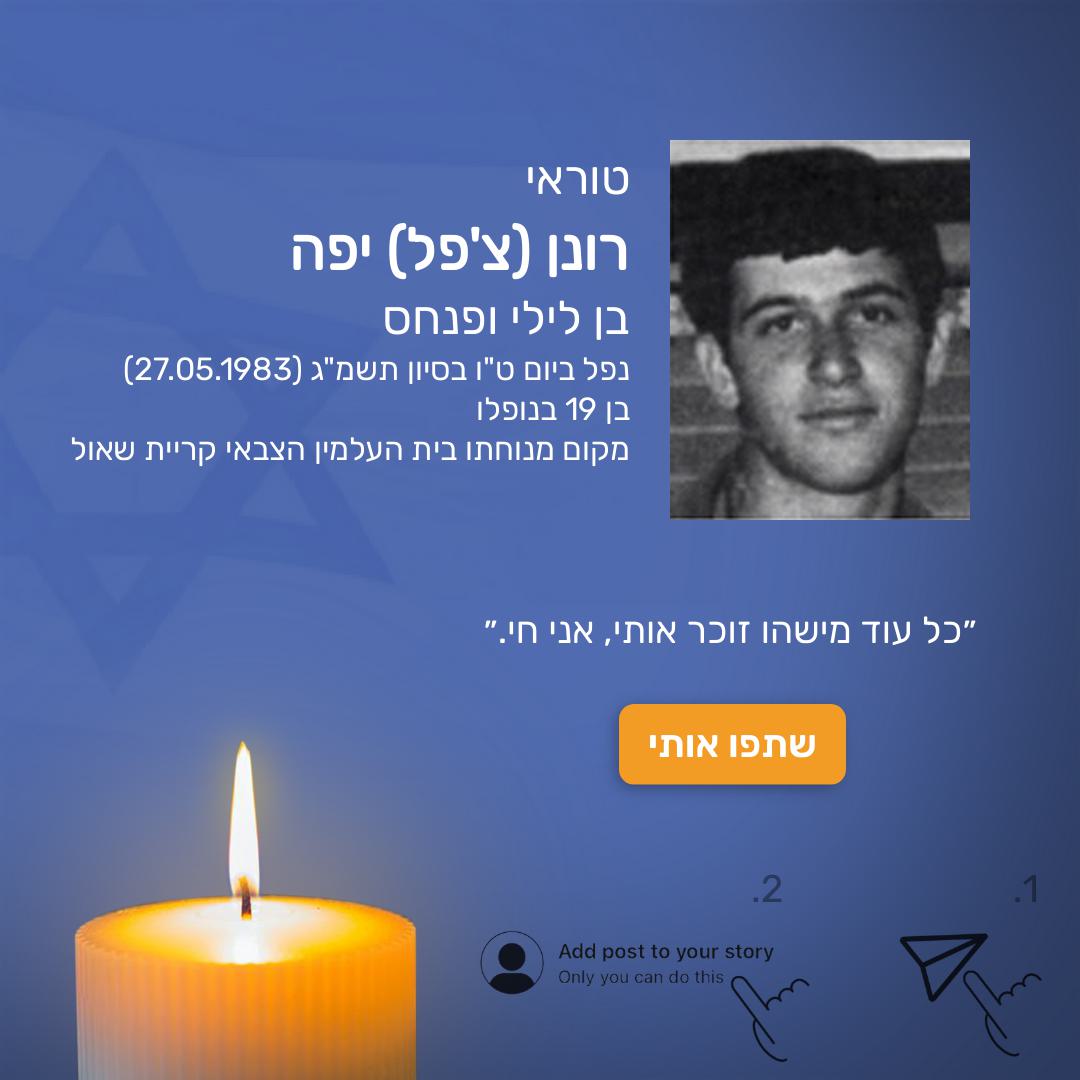 טוראי
רונן (צ'פל) יפה
בן לילי ופנחס
נפל ביום ט"ו בסיון תשמ"ג (27.05.1983)
בן 19 בנופלו
מקום מנוחתו בית העלמין הצבאי קריית שאול
״כל עוד מישהו זוכר אותי, אני חי.״
שתפו אותי
.1
.2
Add post to your story
Only you can do this